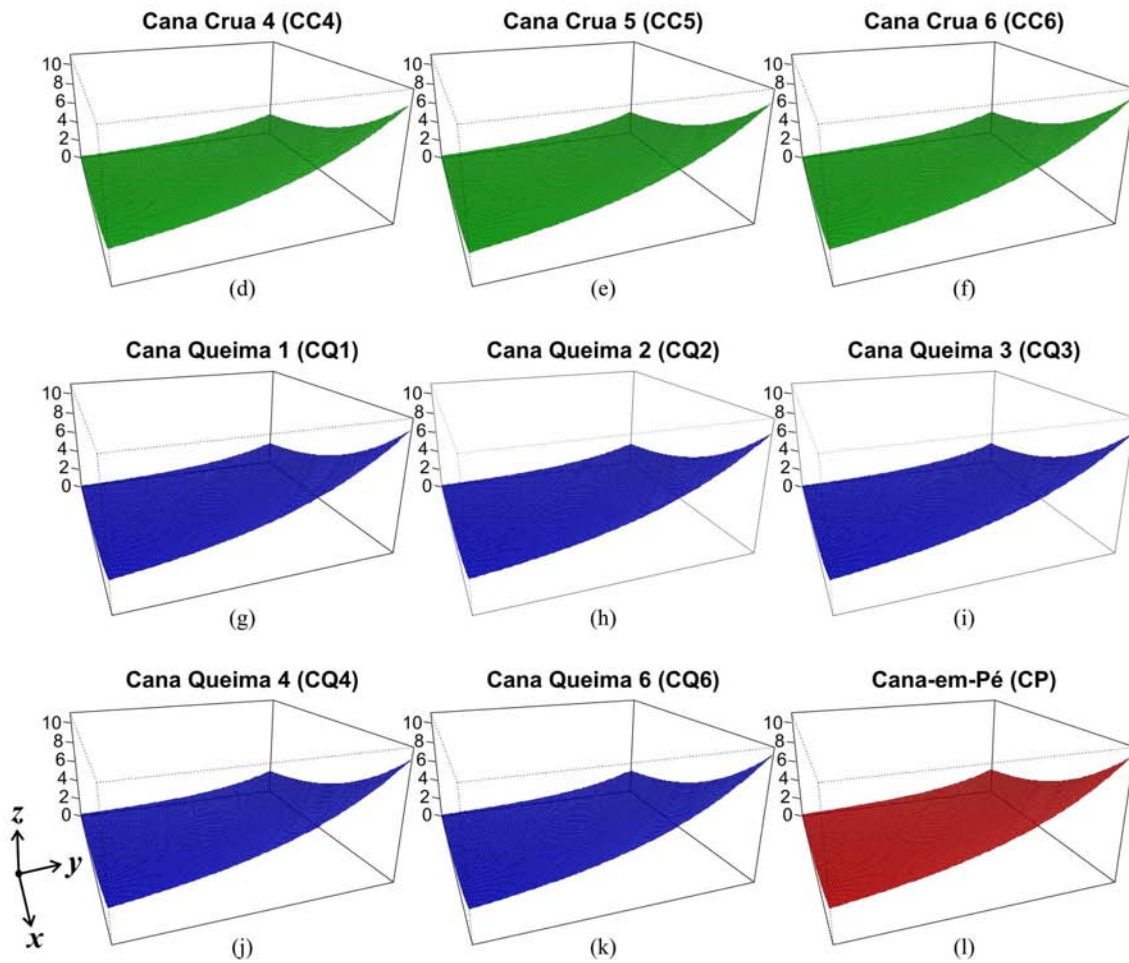 Cana Crua 4 (CC4) Cana Crua 5 (CC5) Cana Crua 6 (CC6)
10 10 10
8 8 8
6 6 6
4 4 4
2 2 2
0 0 0
(d) (e) (f)
Cana Queima 1 (CQ1) Cana Queima 2 (CQ2) Cana Queima 3 (CQ3)
10 10 10
8 8 8
6 6 6
4 4 4
2 2 2
0 0 0
(g) (h) (i)
Cana Queima 4 (CQ4) Cana Queima 6 (CQ6) Cana-em-Pé (CP)
10 10 10
8 8 8
6 6 6
4 4 4
2 2 2
0 0 0
z
y
x
(j) (k) (l)